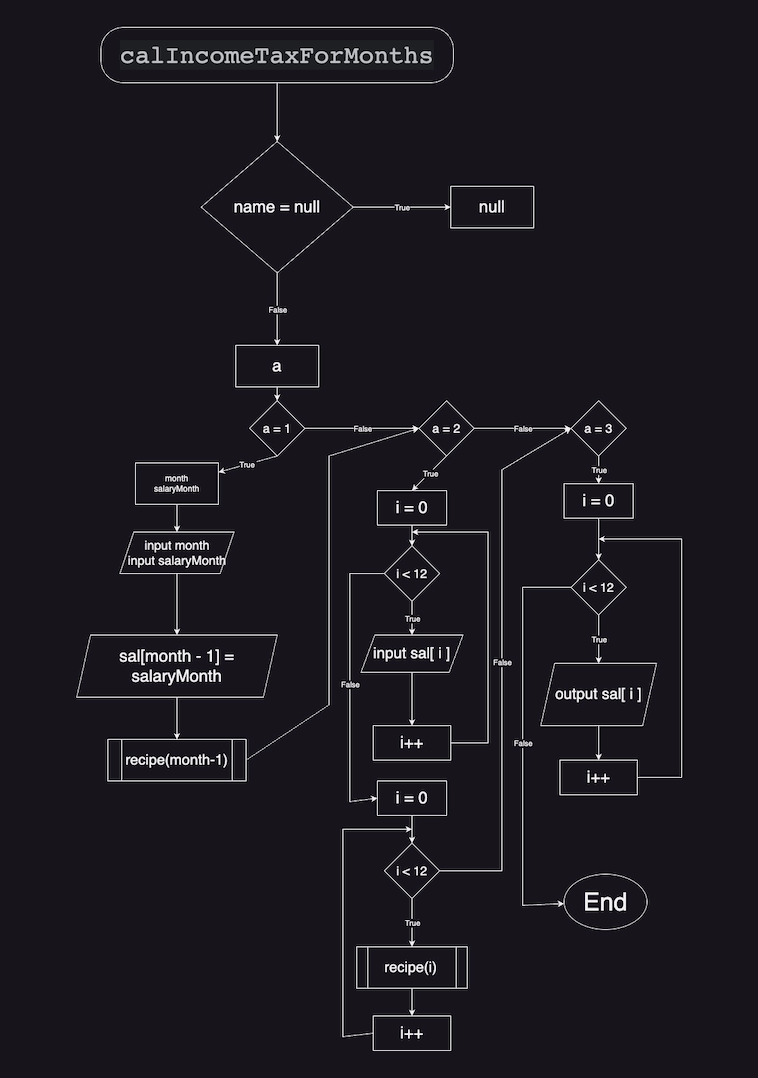 calIncomeTaxForMonths
name = null
True
null
False
a
a = 1
False
a = 2
False
a = 3
True
month
salaryMonth
input month
input salaryMonth
sal[month - 1] =
salaryMonth
recipe(month-1)
True
i = 0
i < 12
True
input sal[ i ]
False
i++
i = 0
i < 12
False
True
recipe(i)
i++
True
i = 0
i < 12
True
output sal[ i ]
i++
False
End